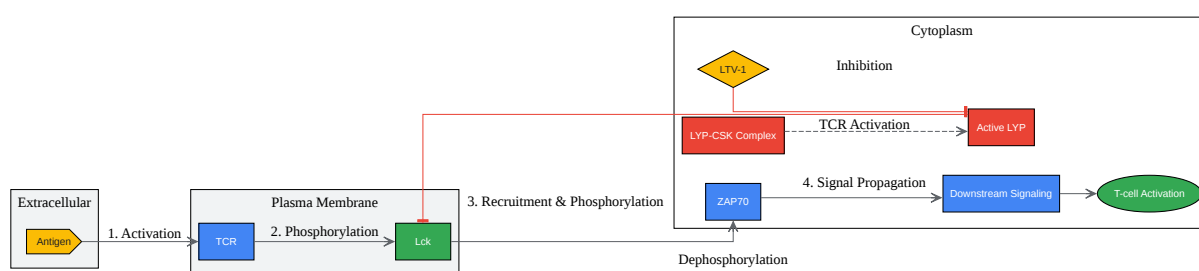 Cytoplasm
LTV-1
Inhibition
LYP-CSK Complex
TCR Activation
Active LYP
Extracellular
Antigen
1. Activation
Plasma Membrane
TCR
2. Phosphorylation
Lck
3. Recruitment & Phosphorylation
ZAP70
4. Signal Propagation
Downstream Signaling
T-cell Activation
Dephosphorylation